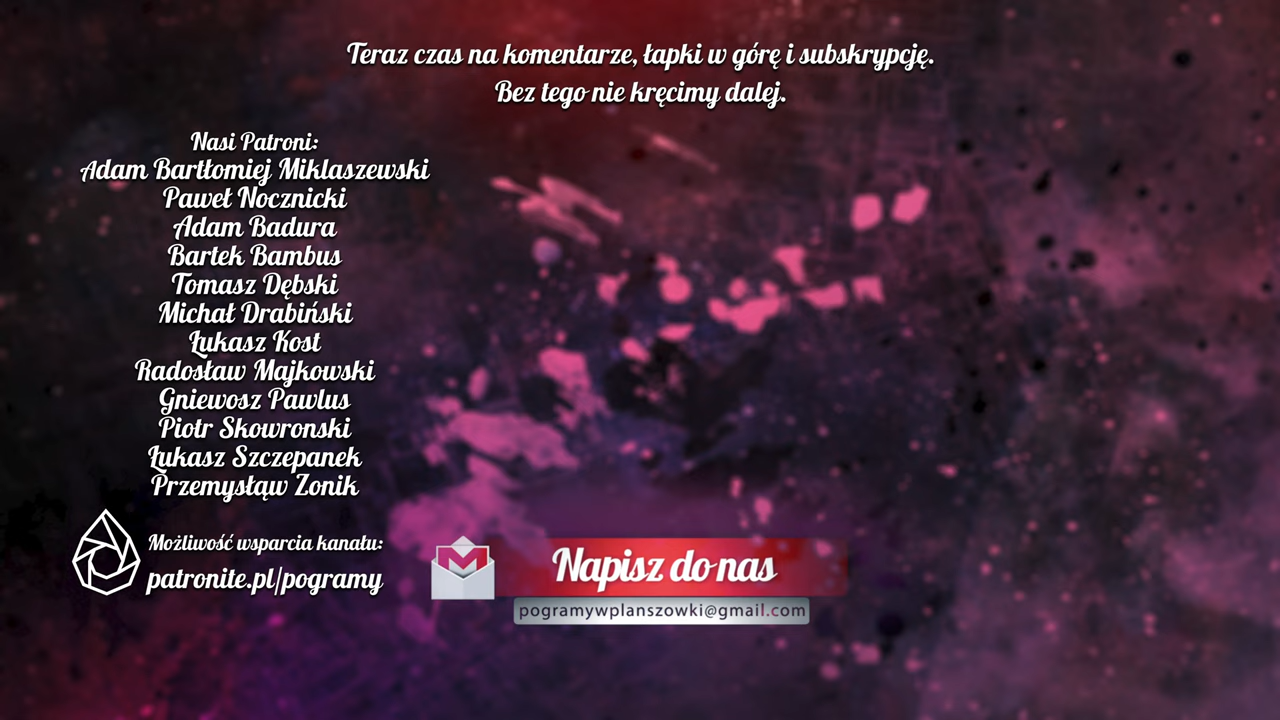 Teraz czas na komentarze, łapki w górę i subskrypcję.
Bez tego nie kręcimy dalej.
Nasi Patroni:
Adam Bartłomiej Miklaszewski
Paweł Nocznicki
Adam Badura
Bartek Bambus
Tomasz Dębski
Michał Drabiński
Łukasz Kost
Radosław Majkowski
Gniewosz Pawlus
Piotr Skowronski
Łukasz Szczepanek
Przemysłąw Zonik
Możliwość wsparcia kanału:
patronite.pl/pogramy
Napisz do nas
pogramywplanszowki@gmail.com